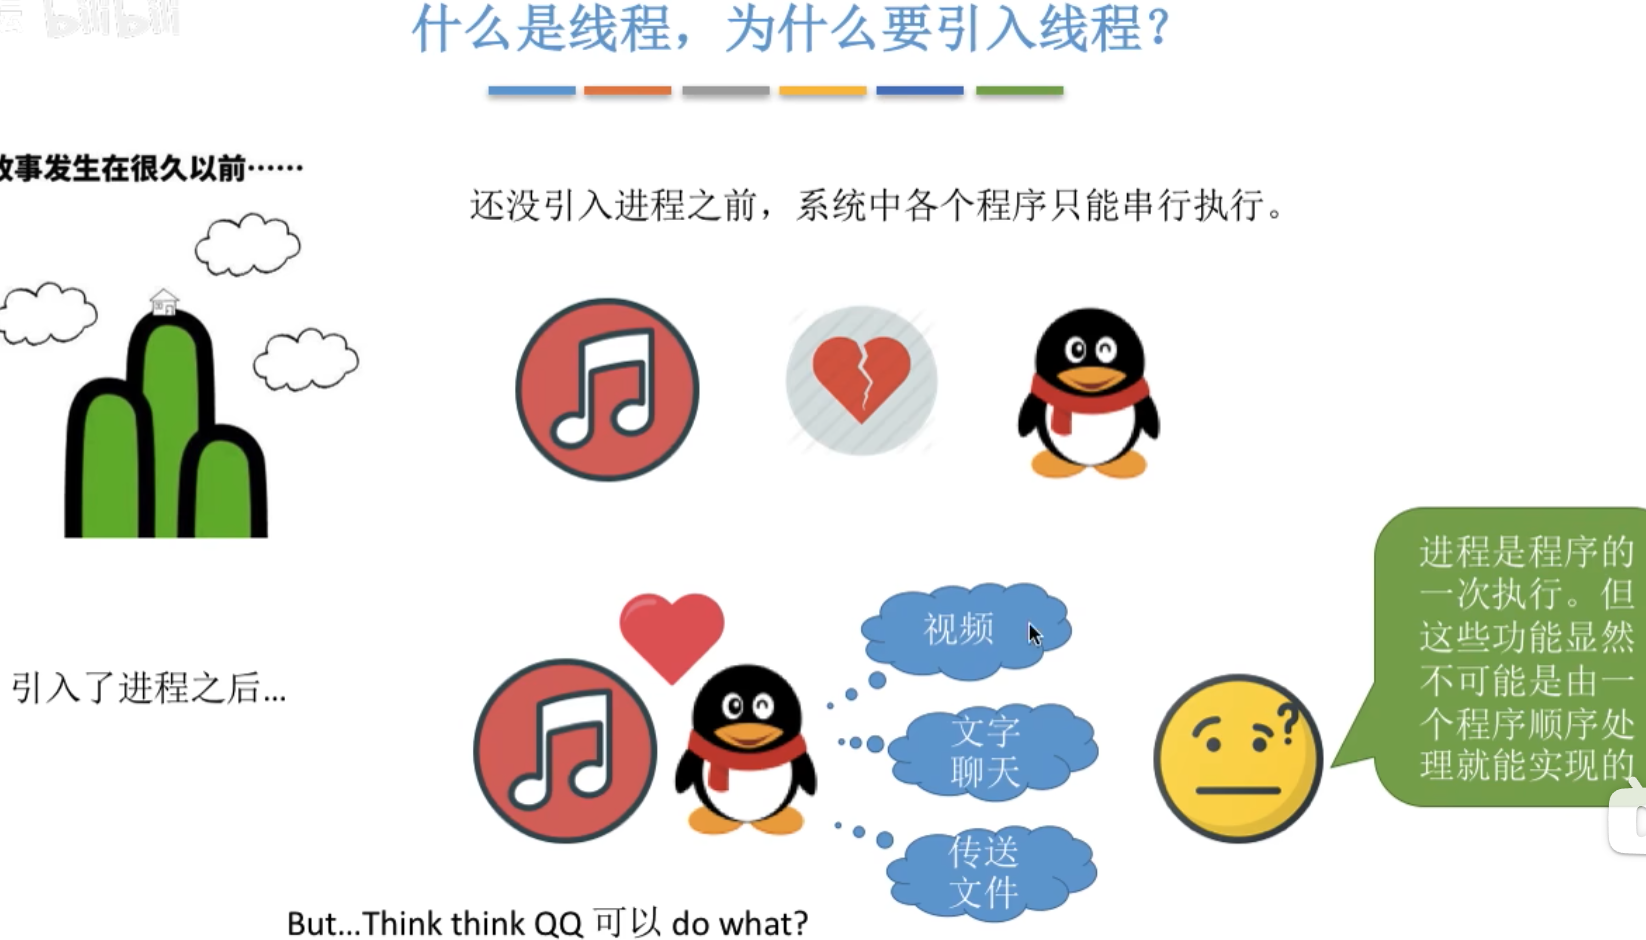 bilibili
什么是线程，为什么要引入线程？
故事发生在很久以前……
还没引入进程之前，系统中各个程序只能串行执行。
引入了进程之后...
视频
文字
聊天
传送
文件
进程是程序的
一次执行。但
这些功能显然
不可能是由一
个程序顺序处
理就能实现的
But...Think think QQ 可以 do what?